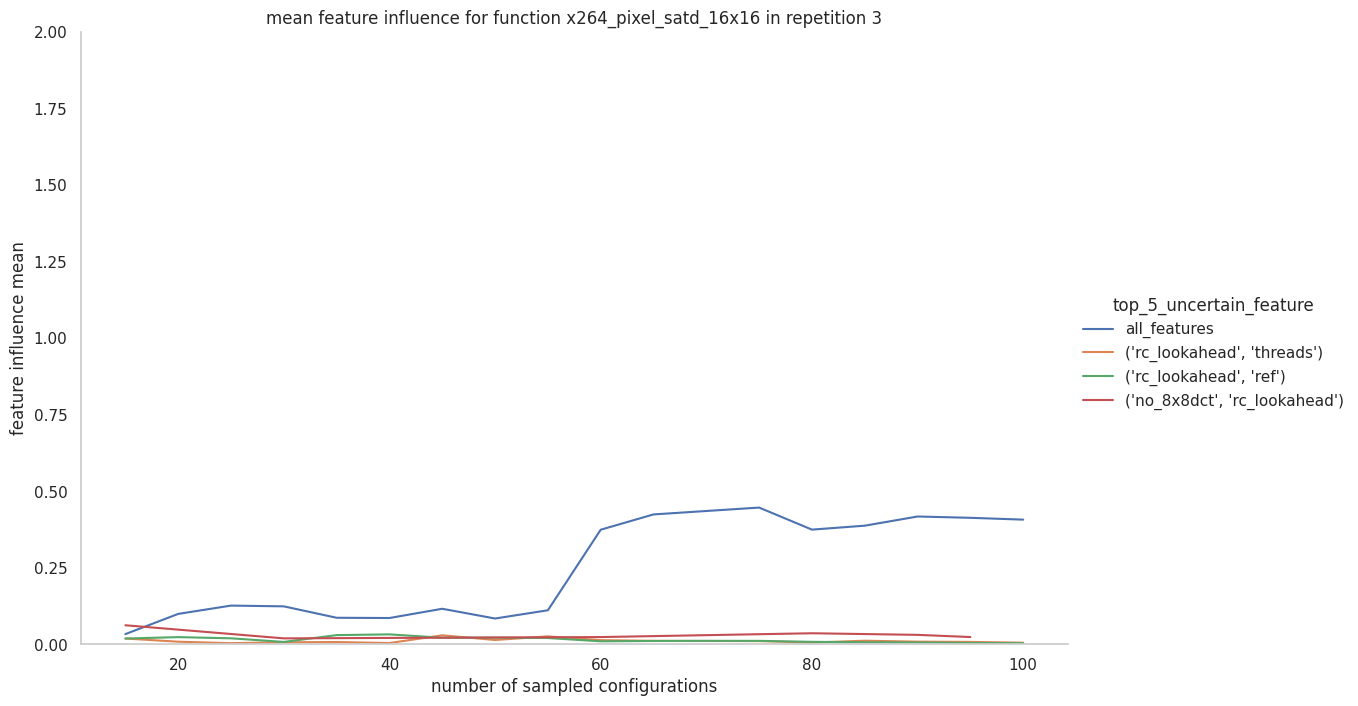 mean feature influence for function x264_pixel_satd_16x16 in repetition 3
2.00
1.75
1.50
1.25
1.00
0.75
0.50
0.25
0.00
feature influence mean
20
40
60
80
100
number of sampled configurations
top_5_uncertain_feature
all_features
('rc_lookahead', 'threads')
('rc_lookahead', 'ref')
('no_8x8dct', 'rc_lookahead')